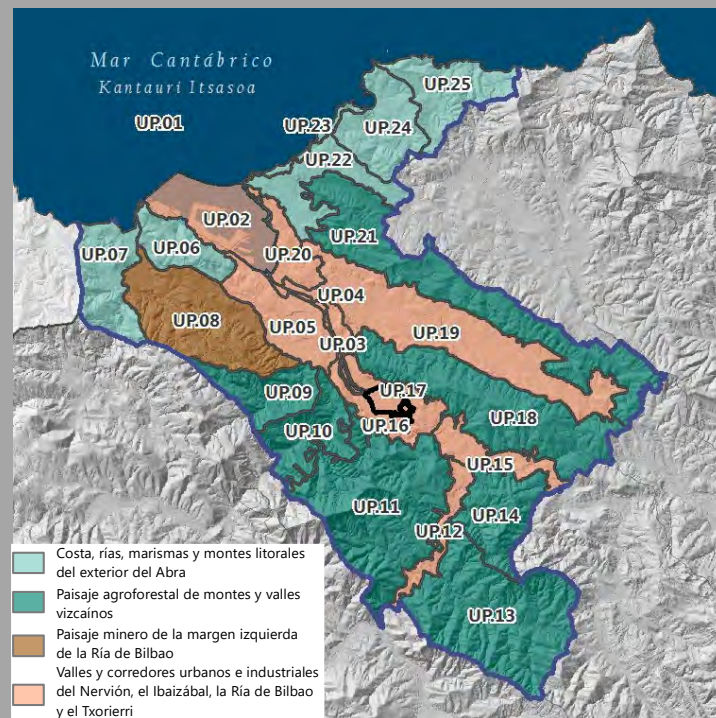 Mar Cantábrico
Kantauri Itsasoa
UP.01
UP.23
UP.25
UP.24
UP.22
UP.02
UP.21
UP.07
UP.06
UP.20
UP.04
UP.08
UP.05
UP.19
UP.03
UP.09
UP.17
UP.18
UP.10
UP.16
UP.15
UP.11
UP.14
UP.12
UP.13
Costa, rías, marismas y montes litorales
del exterior del Abra
Paisaje agroforestal de montes y valles
vizcaínos
Paisaje minero de la margen izquierda
de la Ría de Bilbao
Valles y corredores urbanos e industriales
del Nervión, el Ibaizábal, la Ría de Bilbao
y el Txorierri